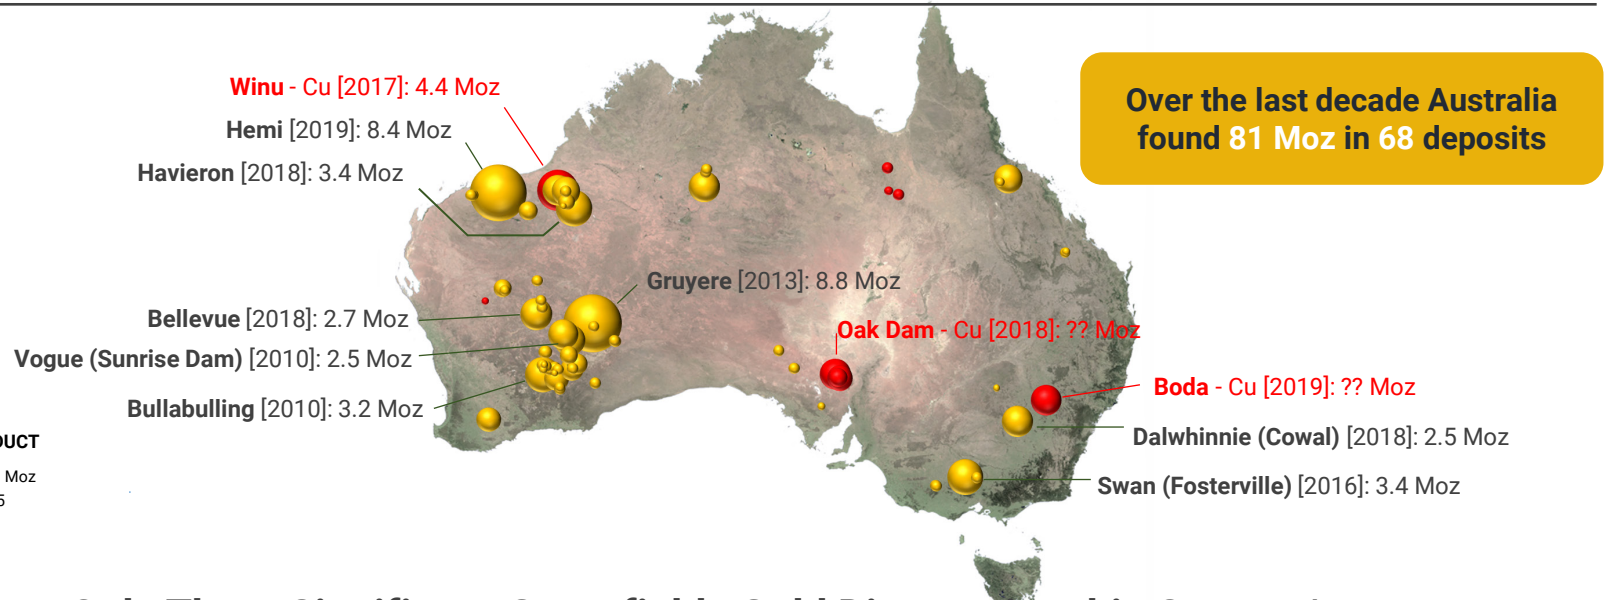 Over the last decade Australia
found 81 Moz in 68 deposits
Winu - Cu [2017]: 4.4 Moz
Hemi [2019]: 8.4 Moz
Havieron [2018]: 3.4 Moz
Gruyere [2013]: 8.8 Moz
Bellevue [2018]: 2.7 Moz
Oak Dam - Cu [2018]: ?? Moz
Vogue (Sunrise Dam) [2010]: 2.5 Moz
Boda - Cu [2019]: ?? Moz
Bullabulling [2010]: 3.2 Moz
Dalwhinnie (Cowal) [2018]: 2.5 Moz
Moz
Swan (Fosterville) [2016]: 3.4 Moz